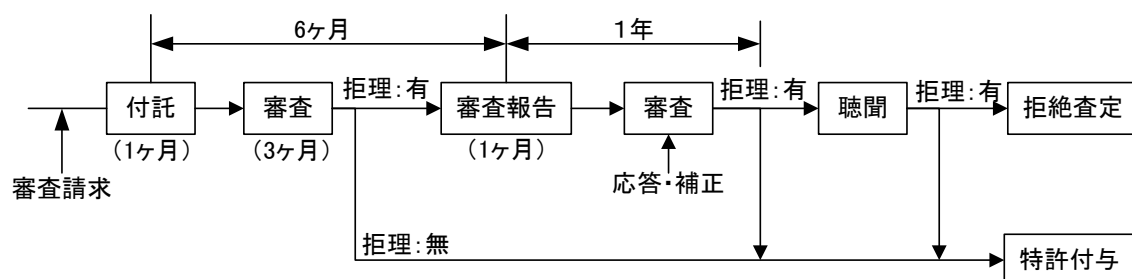 6ヶ月
1年
付託
審査
拒理：有
審査報告
審査
拒理：有
聴聞
拒理：有
拒絶査定
(1ヶ月)
(3ヶ月)
(1ヶ月)
審査請求
応答・補正
拒理：無
特許付与